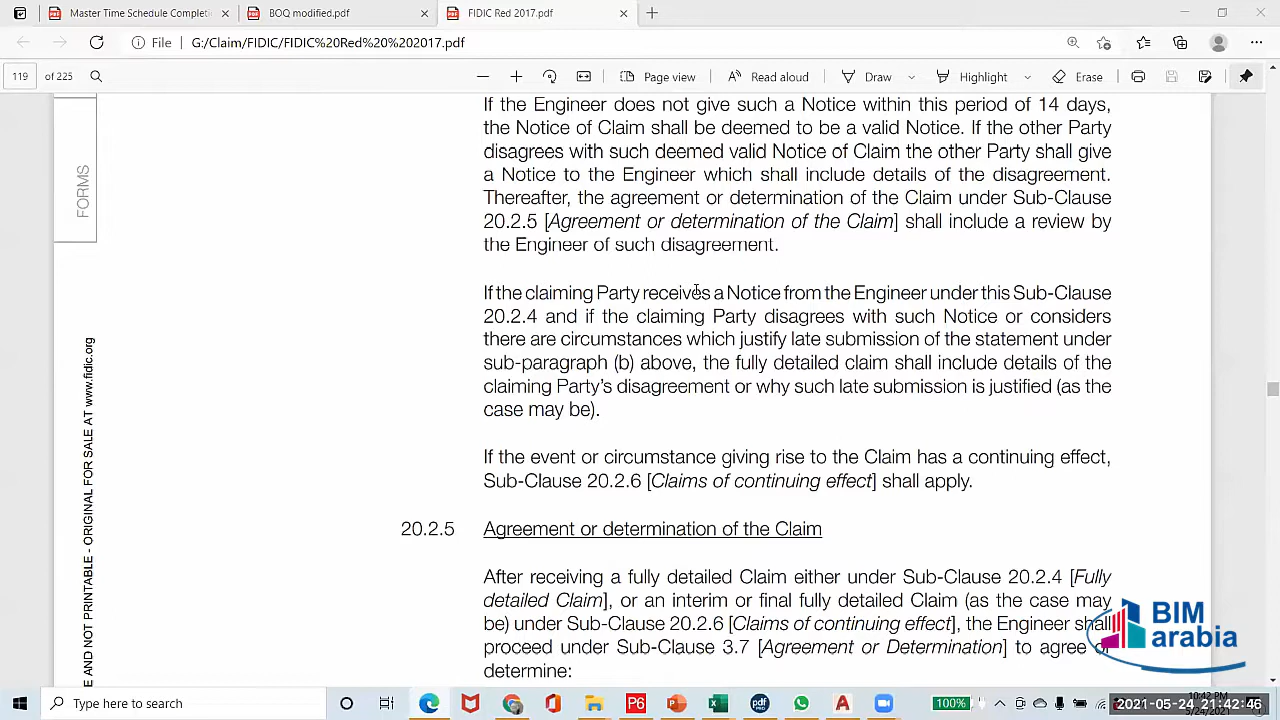 Master Time Schedule Complet
BOQ modified.pdf
FIDIC Red 2017.pdf
File
G:/Claim/FIDIC/FIDIC%20Red%20%202017.pdf
119
of 225
Page view
Read aloud
Draw
Highlight
Erase
FORMS
E AND NOT PRINTABLE - ORIGINAL FOR SALE AT www.fidic.org
If the Engineer does not give such a Notice within this period of 14 days,
the Notice of Claim shall be deemed to be a valid Notice. If the other Party
disagrees with such deemed valid Notice of Claim the other Party shall give
a Notice to the Engineer which shall include details of the disagreement.
Thereafter, the agreement or determination of the Claim under Sub-Clause
20.2.5 [Agreement or determination of the Claim] shall include a review by
the Engineer of such disagreement.
If the claiming Party receives a Notice from the Engineer under this Sub-Clause
20.2.4 and if the claiming Party disagrees with such Notice or considers
there are circumstances which justify late submission of the statement under
sub-paragraph (b) above, the fully detailed claim shall include details of the
claiming Party's disagreement or why such late submission is justified (as the
case may be).
If the event or circumstance giving rise to the Claim has a continuing effect,
Sub-Clause 20.2.6 [Claims of continuing effect] shall apply.
20.2.5 Agreement or determination of the Claim
After receiving a fully detailed Claim either under Sub-Clause 20.2.4 [Fully
detailed Claim], or an interim or final fully detailed Claim (as the case may
be) under Sub-Clause 20.2.6 [Claims of continuing effect], the Engineer shall
proceed under Sub-Clause 3.7 [Agreement or Determination] to agree or
determine:
BIM
arabia
Type here to search
P6
100%
10:42 PM
2021-05-24 21:42:46